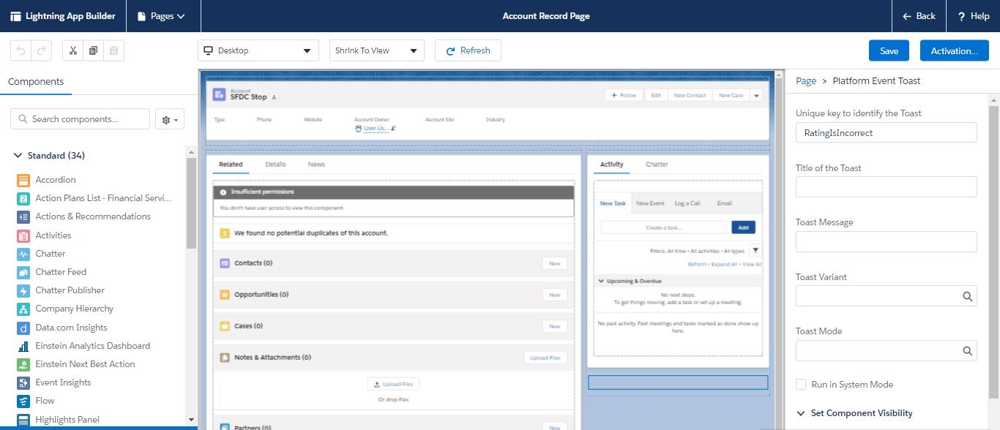 Lightning App Builder
Pages
Account Record Page
Back
? Help
Desktop
Shrink To View
Refresh
Save
Activation...
Components
Search components...
Standard (34)
Accordion
Action Plans List - Financial Servi...
Actions & Recommendations
Activities
Chatter
Chatter Feed
Chatter Publisher
Company Hierarchy
Data.com Insights
Einstein Analytics Dashboard
Einstein Next Best Action
Event Insights
Flow
Highlights Panel
Account
SFDC Stop
+ Follow
Edit
New Contact
New Case
Type
Phone
Website
Account Owner
Account Site
Industry
User Us...
Related
Details
News
Insufficient permissions
You don't have user access to view this component.
We found no potential duplicates of this account.
Contacts (0)
New
Opportunities (0)
New
Cases (0)
New
Notes & Attachments (0)
Upload Files
Upload Files
Or drop files
Partners (0)
New
Activity
Chatter
New Task
New Event
Log a Call
Email
Create a task...
Add
Filters: All time • All activities • All types
Refresh • Expand All • View All
Upcoming & Overdue
No next steps.
To get things moving, add a task or set up a meeting.
No past activity. Past meetings and tasks marked as done show up
here.
Page > Platform Event Toast
Unique key to identify the Toast
RatingIsIncorrect
Title of the Toast
Toast Message
Toast Variant
Toast Mode
Run in System Mode
Set Component Visibility